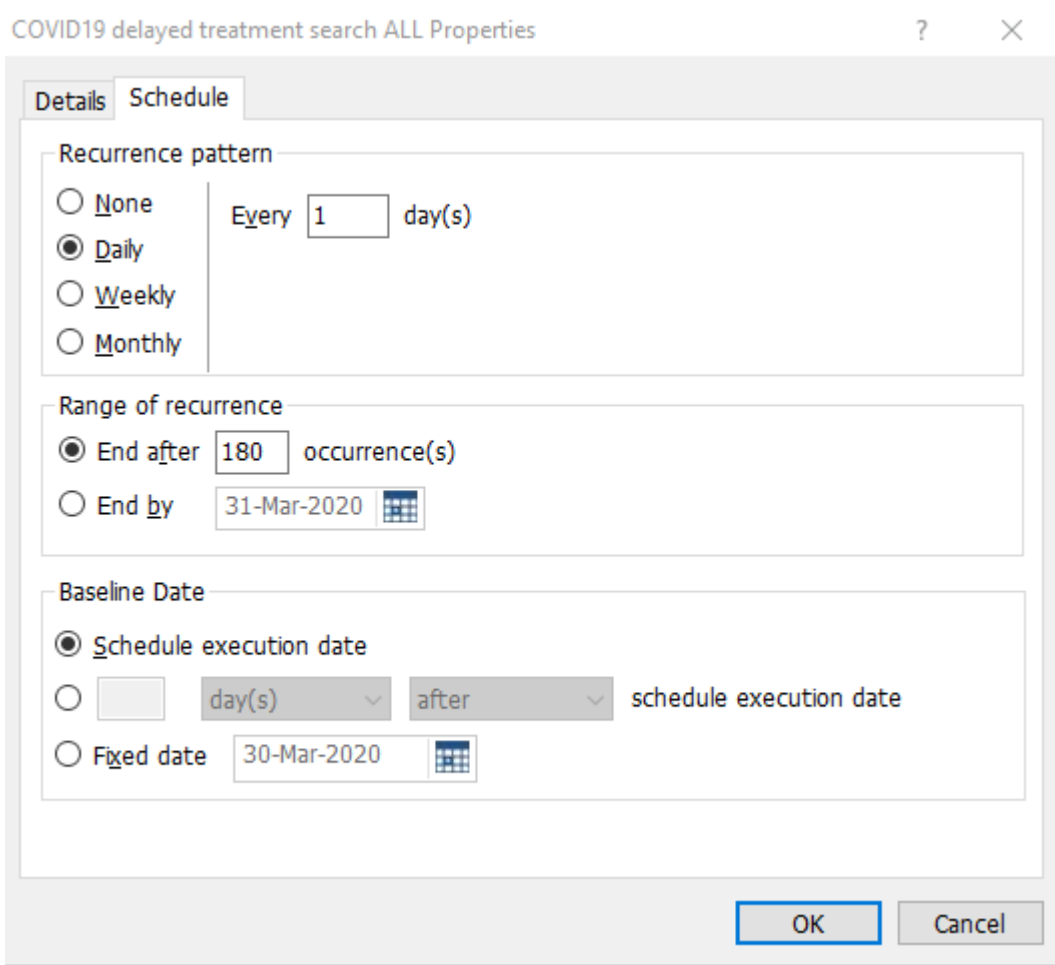 COVID19 delayed treatment search ALL Properties ?
Details Schedule
Recurrence pattern
None
Every 1 day(s)
Daily
Weekly
Monthly
Range of recurrence
End after 180 occurrence(s)
End by 31-Mar-2020
Baseline Date
Schedule execution date
day(s) after schedule execution date
Fixed date 30-Mar-2020
OK Cancel